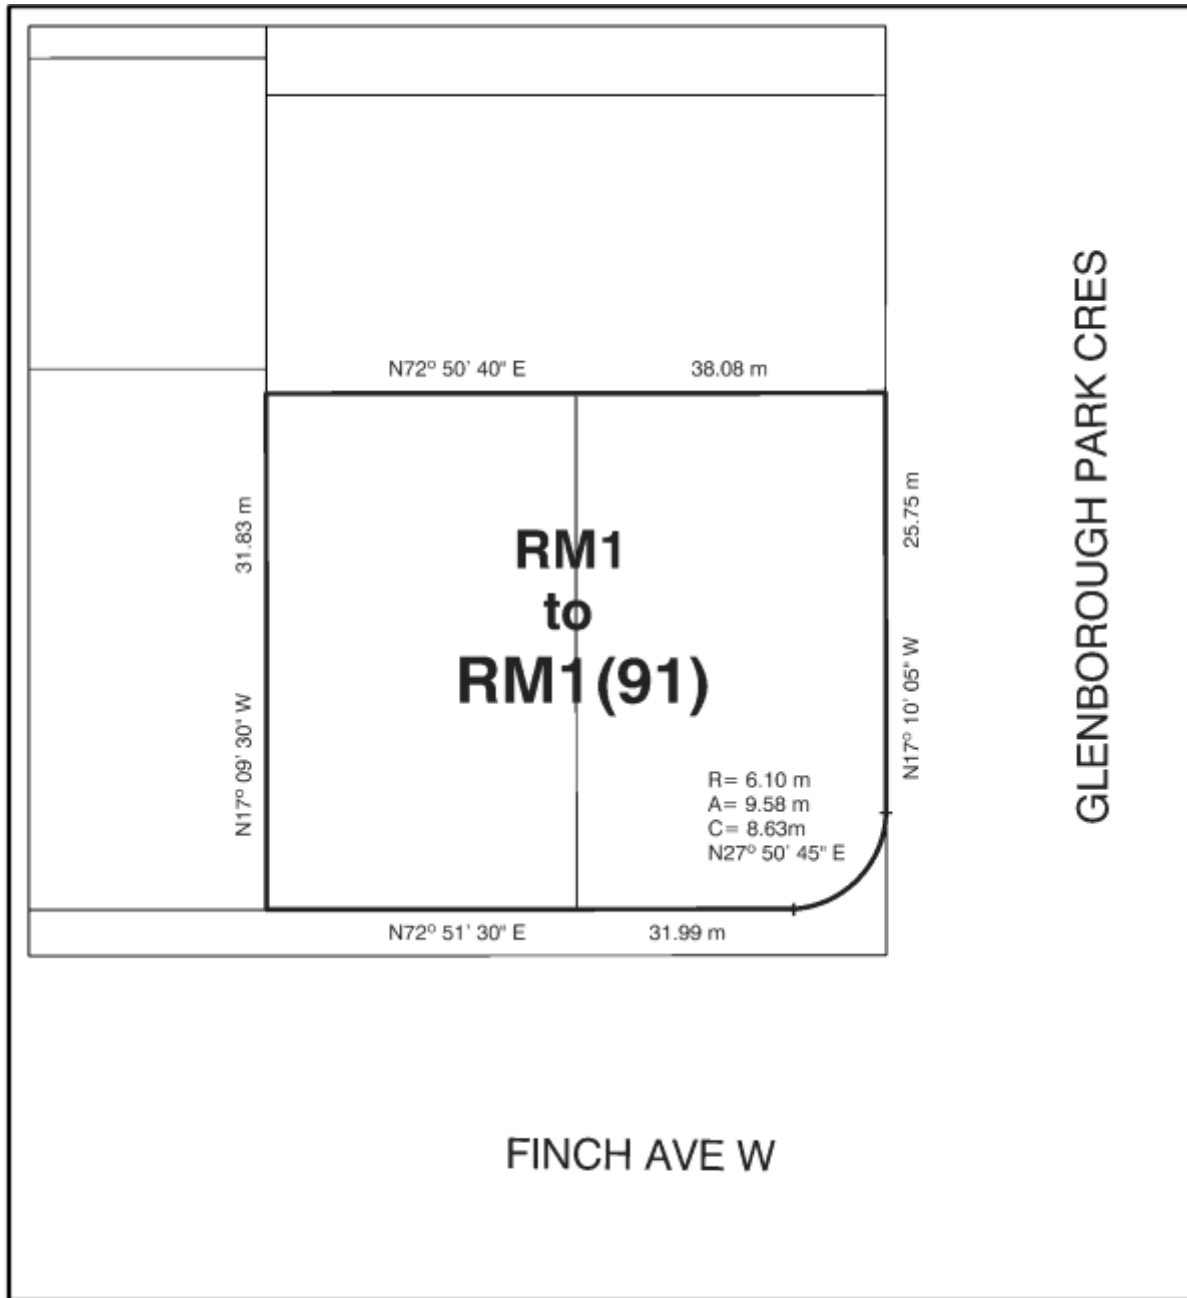 N72º 50' 40" E 38.08 m
31.83 m
N17º 09' 30" W
RM1
to
RM1(91)
25.75 m
N17º 10' 05" W
R= 6.10 m
A= 9.58 m
C= 8.63m
N27º 50' 45" E
N72º 51' 30" E 31.99 m
GLENBOROUGH PARK CRES
FINCH AVE W